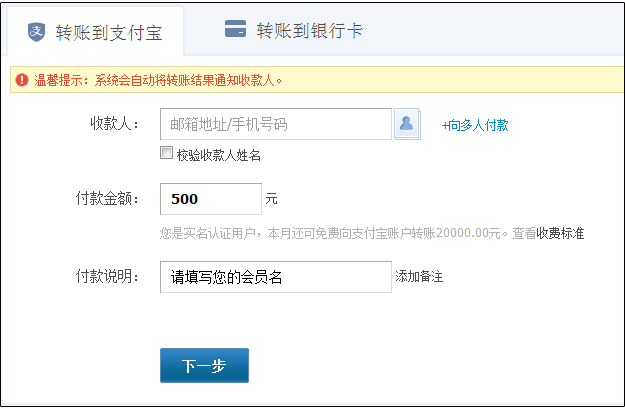 转账到支付宝 转账到银行卡
温馨提示：系统会自动将转账结果通知收款人。
收款人： 邮箱地址/手机号码 +向多人付款
校验收款人姓名
付款金额： 500 元
您是实名认证用户，本月还可免费向支付宝账户转账20000.00元。查看收费标准
付款说明： 请填写您的会员名 添加备注
下一步